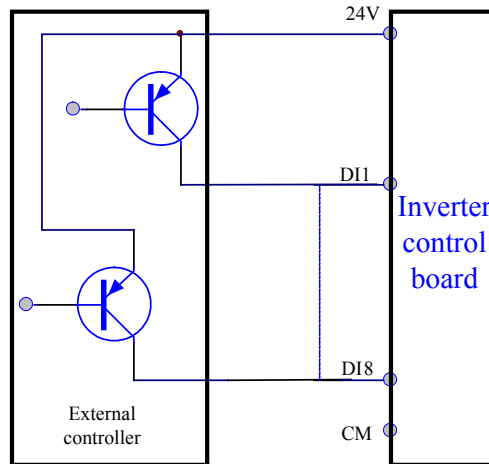 24V
DI1
Inverter
control
board
DI8
External
controller
CM